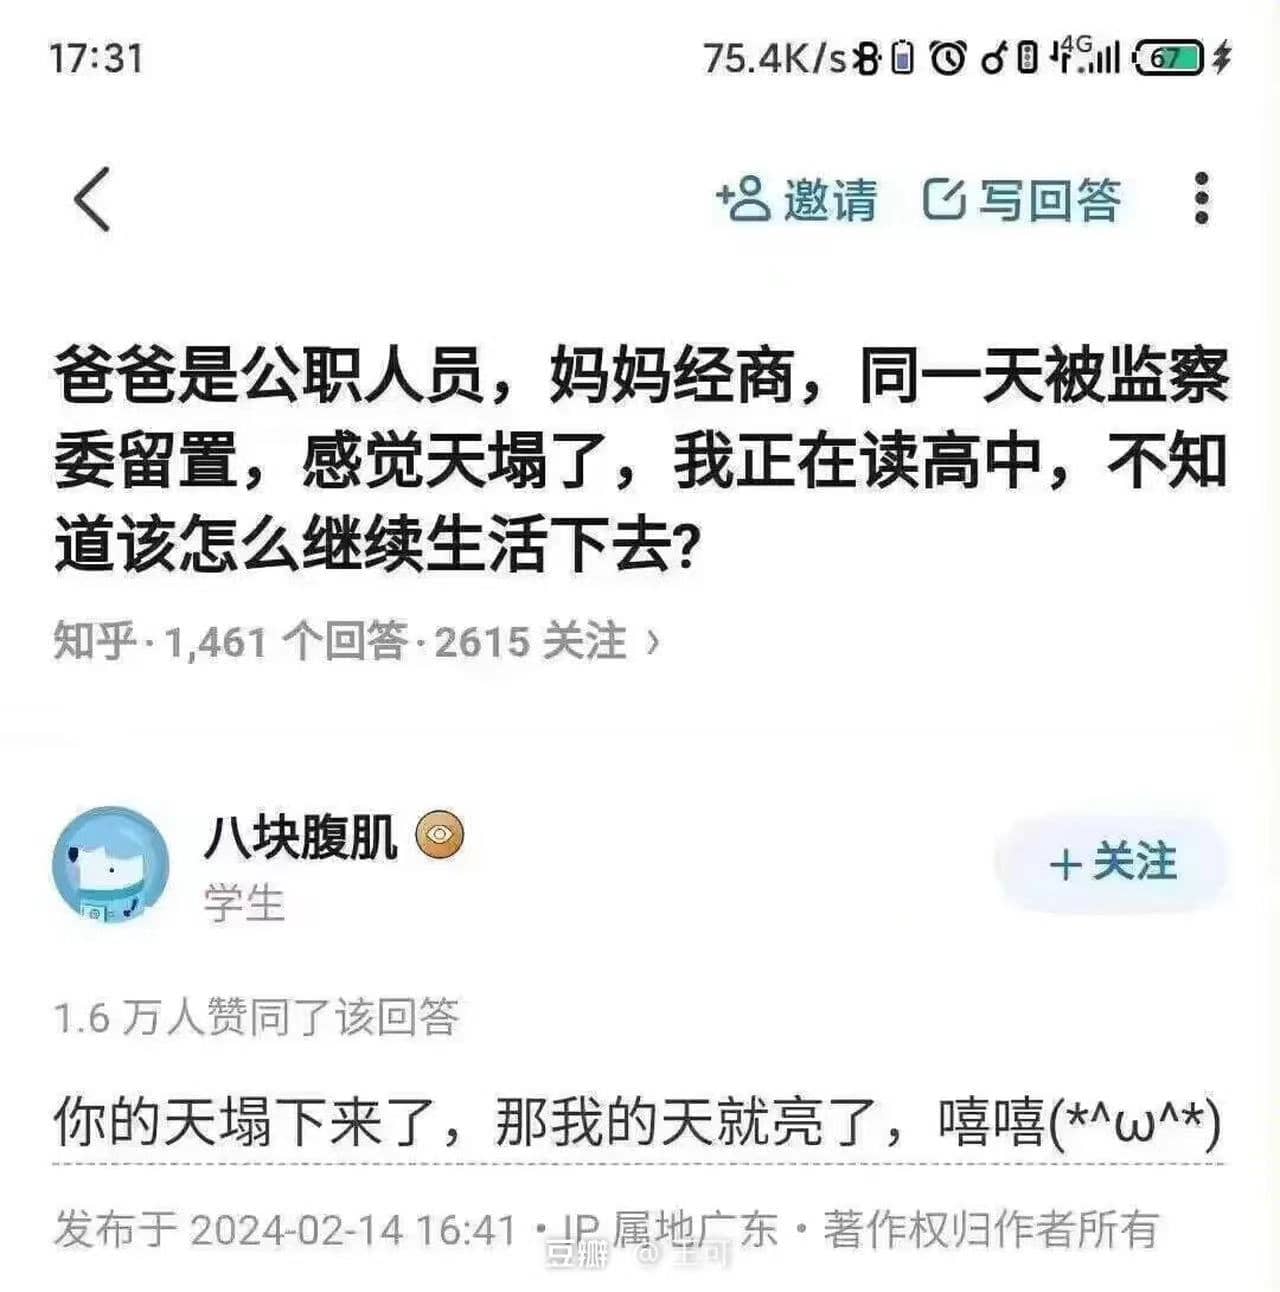 17:31
75.4K/s 4G 67
邀请 写回答
爸爸是公职人员，妈妈经商，同一天被监察
委留置，感觉天塌了，我正在读高中，不知
道该怎么继续生活下去?
知乎·1,461 个回答·2615 关注 ›
八块腹肌
学生
+ 关注
1.6 万人赞同了该回答
你的天塌下来了，那我的天就亮了，嘻嘻(*^ω^*)
发布于 2024-02-14 16:41・IP 属地广东・著作权归作者所有
豆瓣 @王可